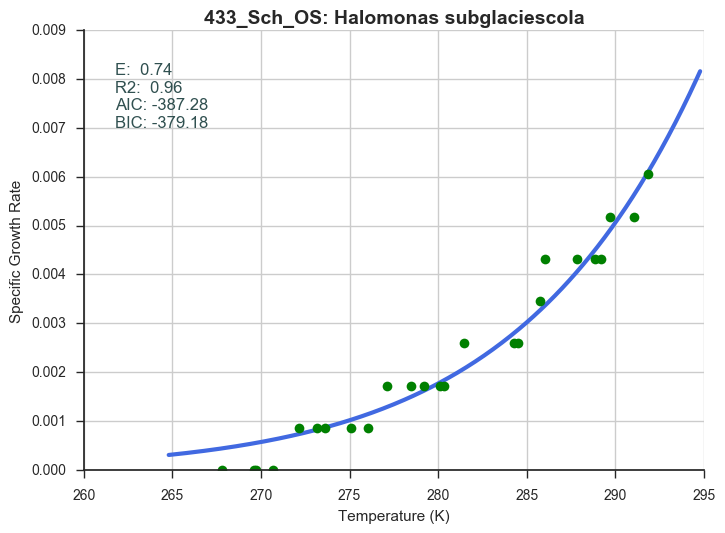 433_Sch_OS: Halomonas subglaciescola
E: 0.74
R2: 0.96
AIC: -387.28
BIC: -379.18
Specific Growth Rate
0.009
0.008
0.007
0.006
0.005
0.004
0.003
0.002
0.001
0.000
260 265 270 275 280 285 290 295
Temperature (K)